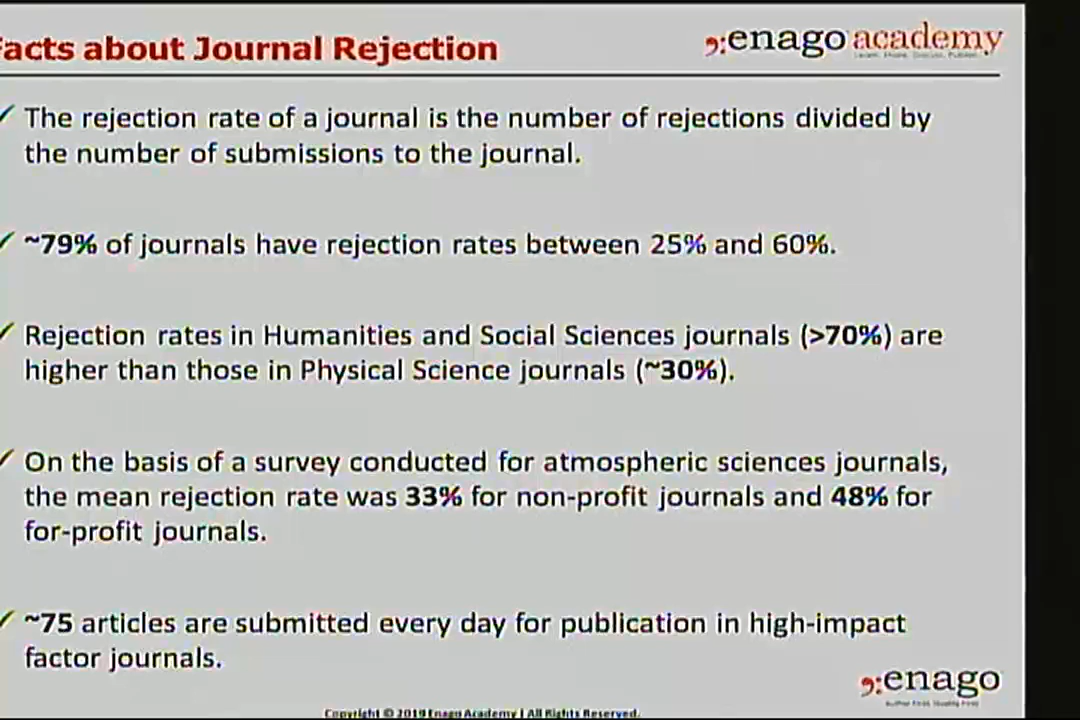 Facts about Journal Rejection
enago academy
✓ The rejection rate of a journal is the number of rejections divided by
the number of submissions to the journal.
✓ ~79% of journals have rejection rates between 25% and 60%.
✓ Rejection rates in Humanities and Social Sciences journals (>70%) are
higher than those in Physical Science journals (~30%).
✓ On the basis of a survey conducted for atmospheric sciences journals,
the mean rejection rate was 33% for non-profit journals and 48% for
for-profit journals.
✓ ~75 articles are submitted every day for publication in high-impact
factor journals.
enago
Copyright © 2019 Enago Academy | All Rights Reserved.